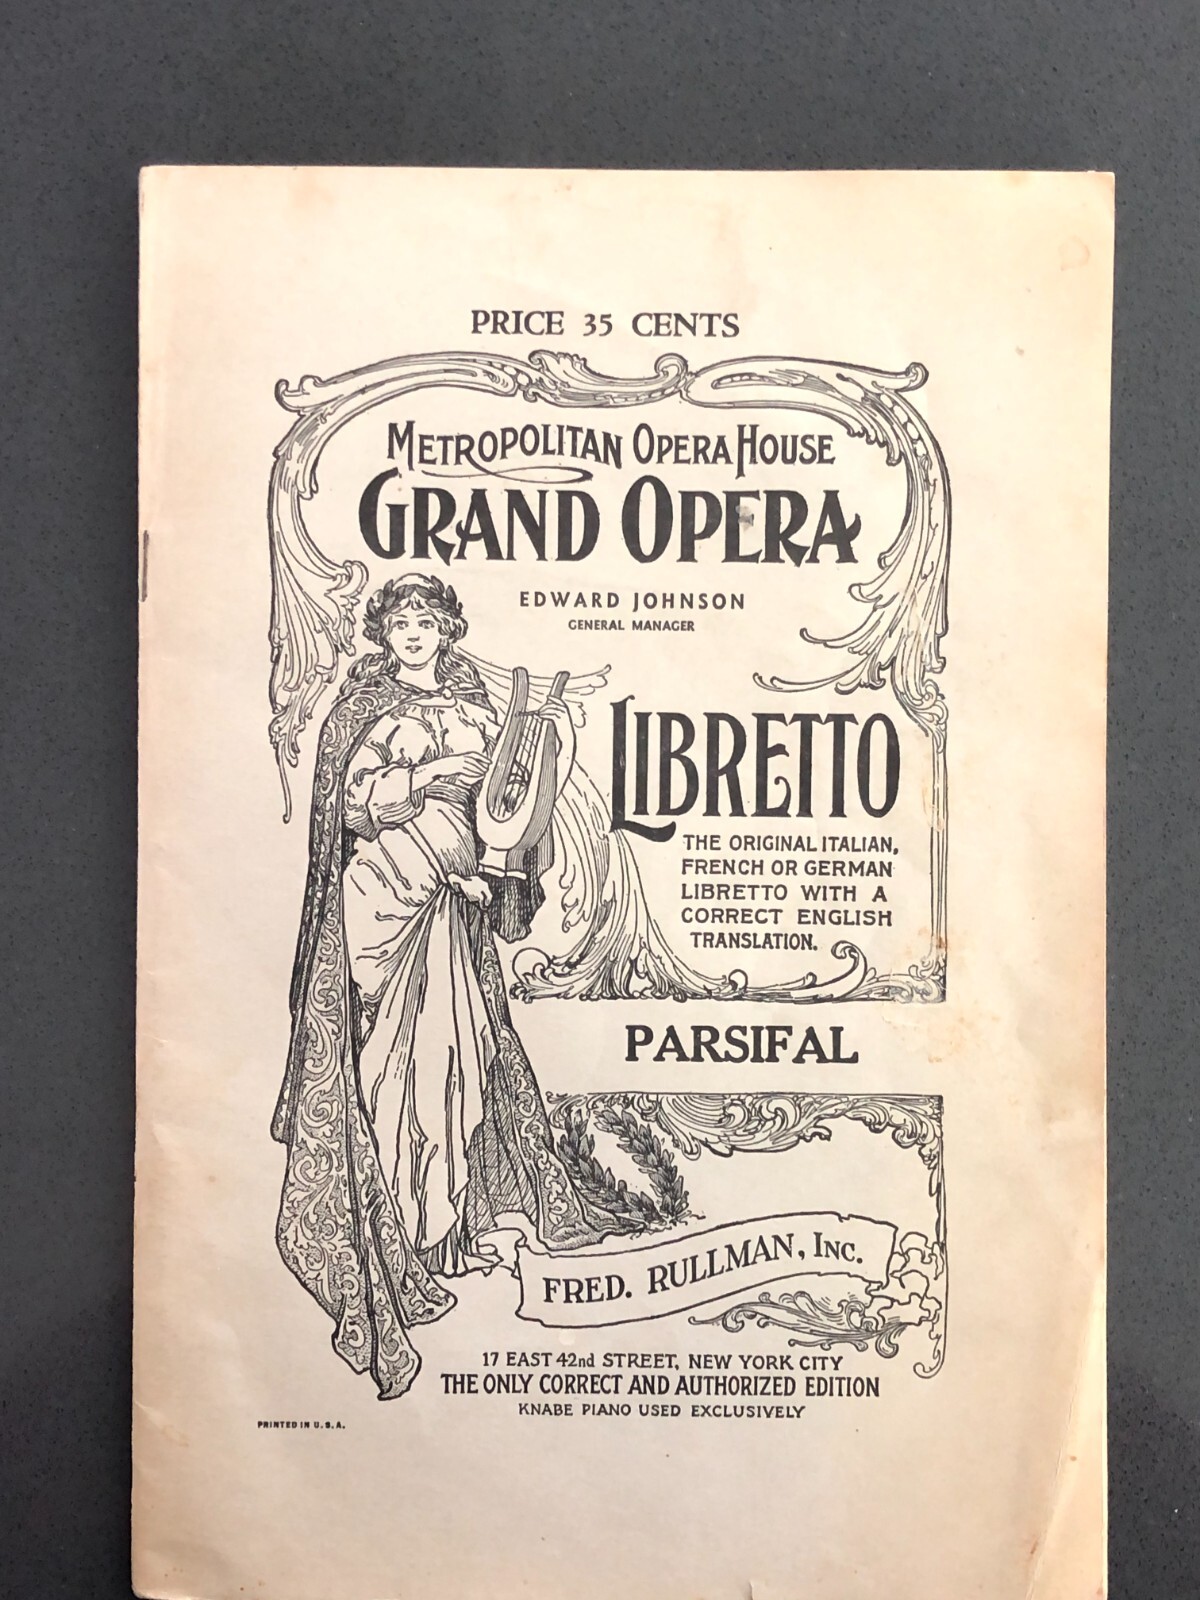 PRICE 35 CENTS
METROPOLITAN OPERA HOUSE
GRAND OPERA
EDWARD JOHNSON
GENERAL MANAGER
LIBRETTO
THE ORIGINAL ITALIAN,
FRENCH OR GERMAN
LIBRETTO WITH A
CORRECT ENGLISH
TRANSLATION.
PARSIFAL
FRED. RULLMAN, INC.
17 EAST 42nd STREET, NEW YORK CITY
THE ONLY CORRECT AND AUTHORIZED EDITION
KNABE PIANO USED EXCLUSIVELY
PRINTED IN U.S.A.